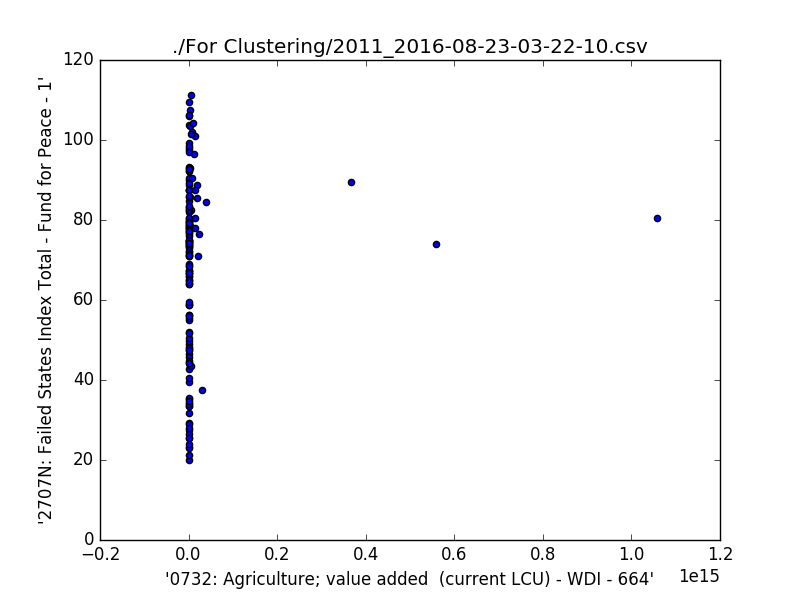 ./For Clustering/2011_2016-08-23-03-22-10.csv
'2707N: Failed States Index Total - Fund for Peace - 1'
120
100
80
60
40
20
0
−0.2 0.0 0.2 0.4 0.6 0.8 1.0 1.2
1e15
'0732: Agriculture; value added  (current LCU) - WDI - 664'